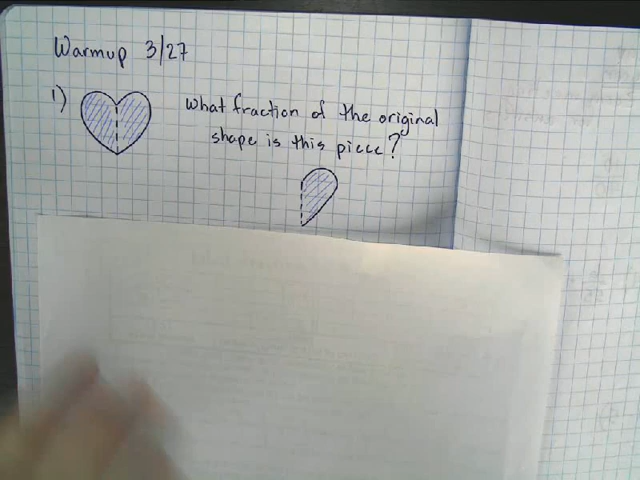 Warmup 3/27
1) What fraction of the original
shape is this piece?